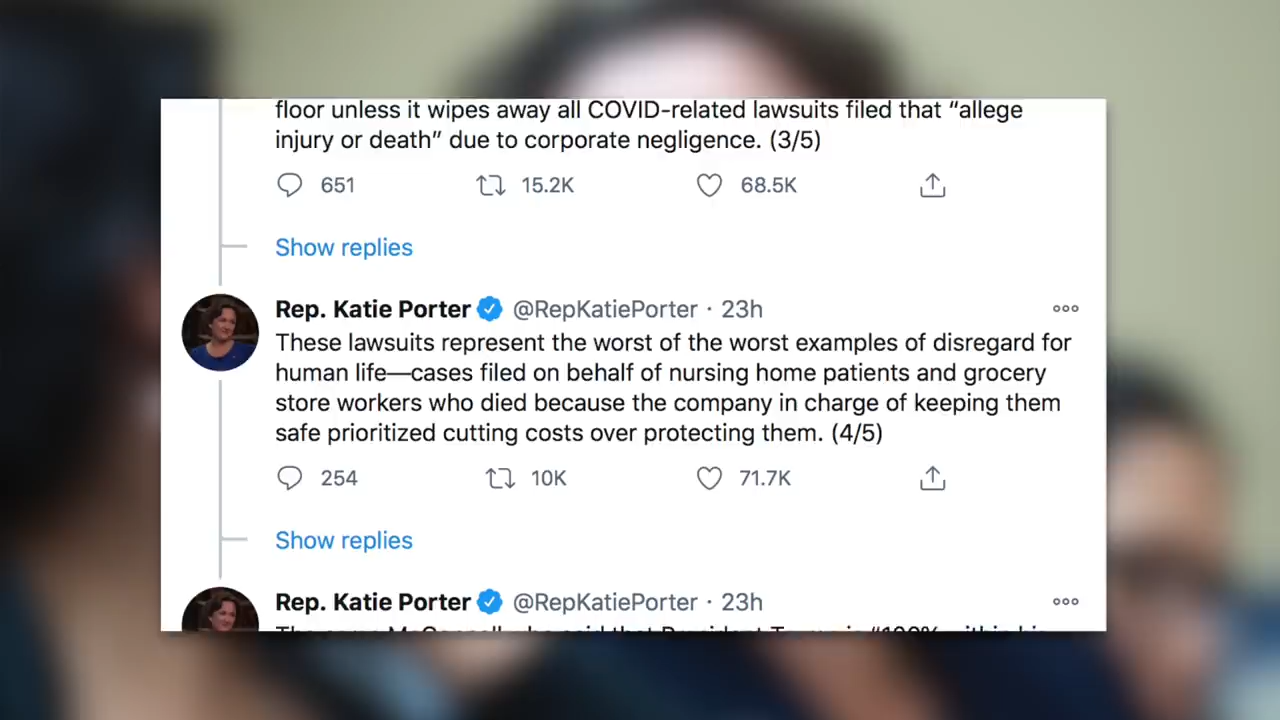 floor unless it wipes away all COVID-related lawsuits filed that “allege
injury or death” due to corporate negligence. (3/5)
651 15.2K 68.5K
Show replies
Rep. Katie Porter @RepKatiePorter · 23h
These lawsuits represent the worst of the worst examples of disregard for
human life—cases filed on behalf of nursing home patients and grocery
store workers who died because the company in charge of keeping them
safe prioritized cutting costs over protecting them. (4/5)
254 10K 71.7K
Show replies
Rep. Katie Porter @RepKatiePorter · 23h